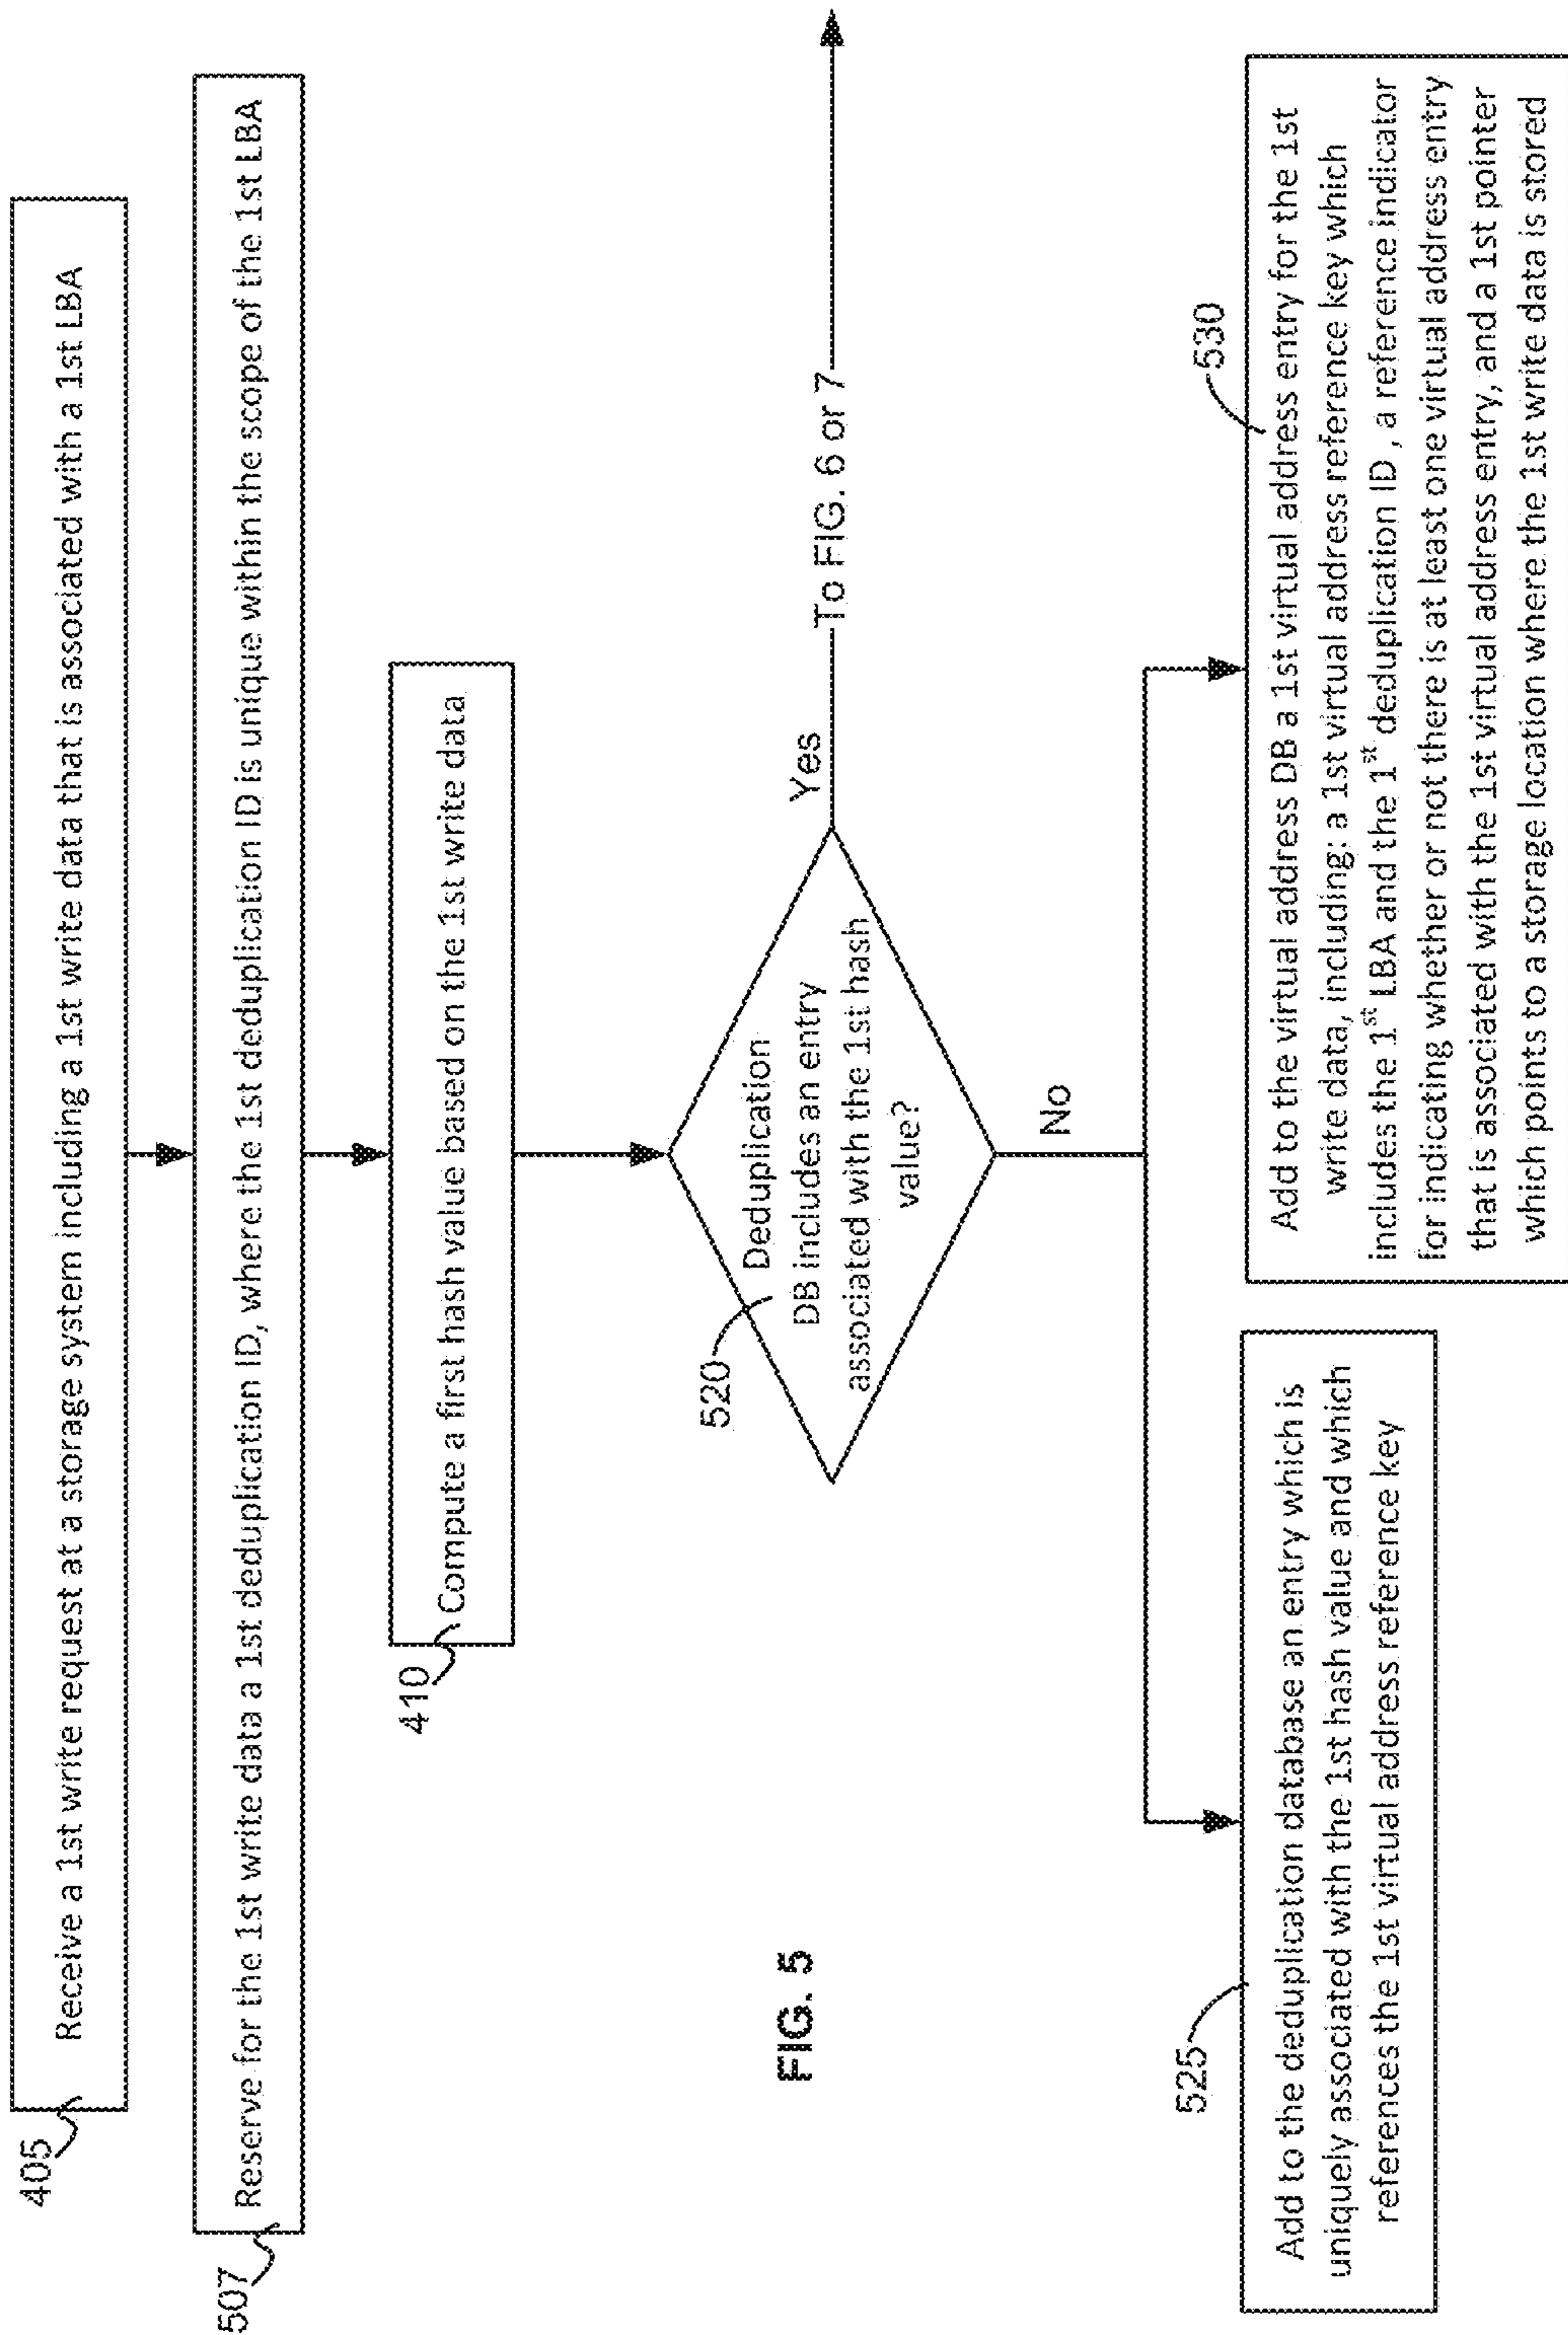 405
Receive a 1st write request at a storage system including a 1st write data that is associated with a 1st LBA
507
Reserve for the 1st write data a 1st deduplication ID, where the 1st deduplication ID is unique within the scope of the 1st LBA
410
Compute a first hash value based on the 1st write data
520
Deduplication
DB includes an entry
associated with the 1st hash
value?
Yes
To FIG. 6 or 7
No
FIG. 5
525
Add to the deduplication database an entry which is
uniquely associated with the 1st hash value and which
references the 1st virtual address reference key
530
Add to the virtual address DB a 1st virtual address entry for the 1st
write data, including: a 1st virtual address reference key which
includes the 1st LBA and the 1st deduplication ID , a reference indicator
for indicating whether or not there is at least one virtual address entry
that is associated with the 1st virtual address entry, and a 1st pointer
which points to a storage location where the 1st write data is stored